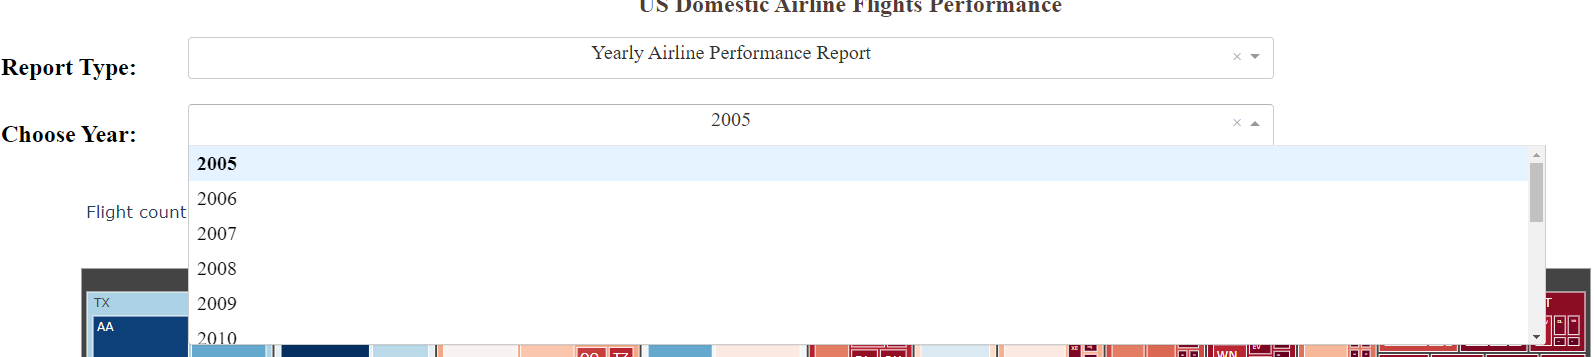 US Domestic Airline Flights Performance
Report Type:
Yearly Airline Performance Report
×
Choose Year:
2005
×
2005
2006
2007
2008
2009
2010
Flight count
TX
AA
WN
EV